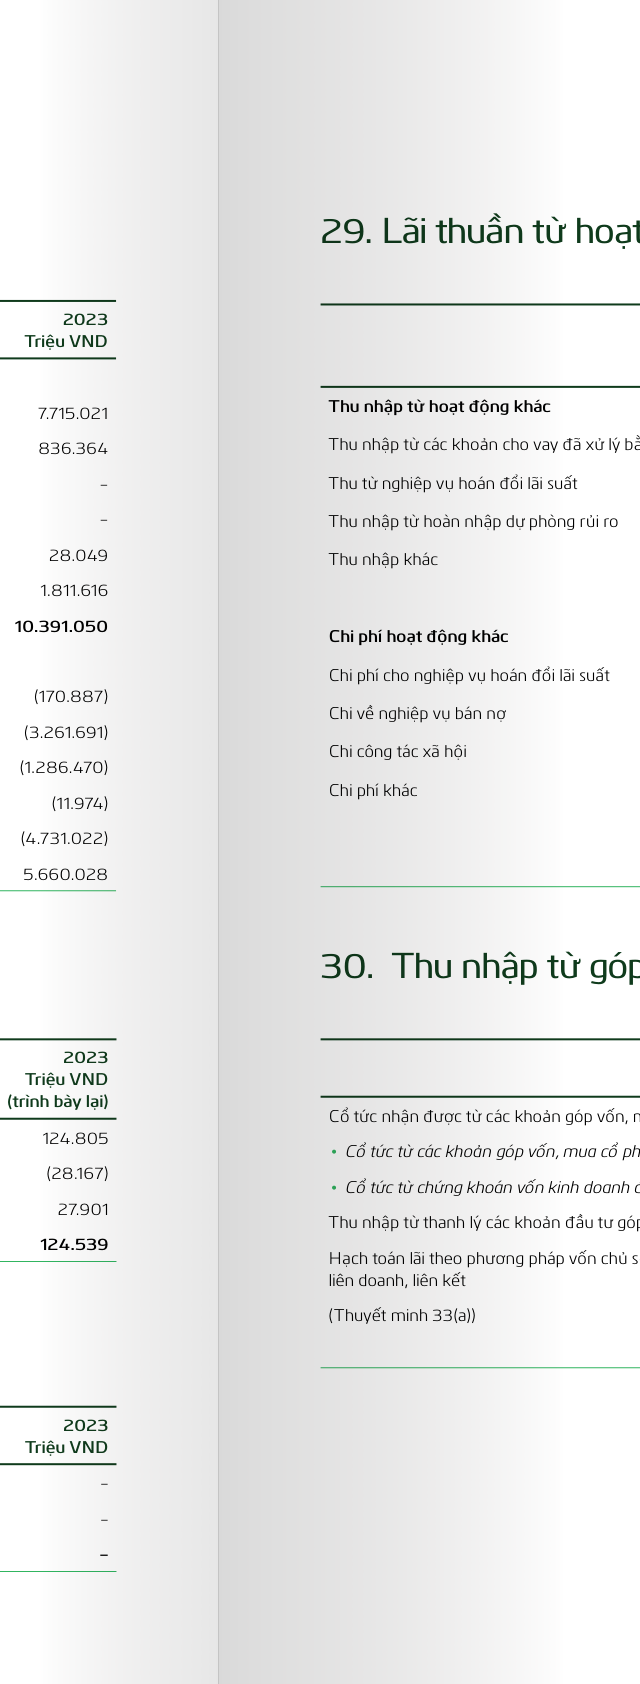 2023
Triệu VND
7.715.021
836.364
–
–
28.049
1.811.616
10.391.050
(170.887)
(3.261.691)
(1.286.470)
(11.974)
(4.731.022)
5.660.028
2023
Triệu VND
(trình bày lại)
124.805
(28.167)
27.901
124.539
2023
Triệu VND
–
–
–
29. Lãi thuần từ hoạt
Thu nhập từ hoạt động khác
Thu nhập từ các khoản cho vay đã xử lý
Thu từ nghiệp vụ hoán đổi lãi suất
Thu nhập từ hoàn nhập dự phòng rủi ro
Thu nhập khác
Chi phí hoạt động khác
Chi phí cho nghiệp vụ hoán đổi lãi suất
Chi về nghiệp vụ bán nợ
Chi công tác xã hội
Chi phí khác
30. Thu nhập từ góp
Cổ tức nhận được từ các khoản góp vốn,
• Cổ tức từ các khoản góp vốn, mua cổ
• Cổ tức từ chứng khoán vốn kinh doanh
Thu nhập từ thanh lý các khoản đầu tư góp
Hạch toán lãi theo phương pháp vốn chủ
liên doanh, liên kết
(Thuyết minh 33(a))